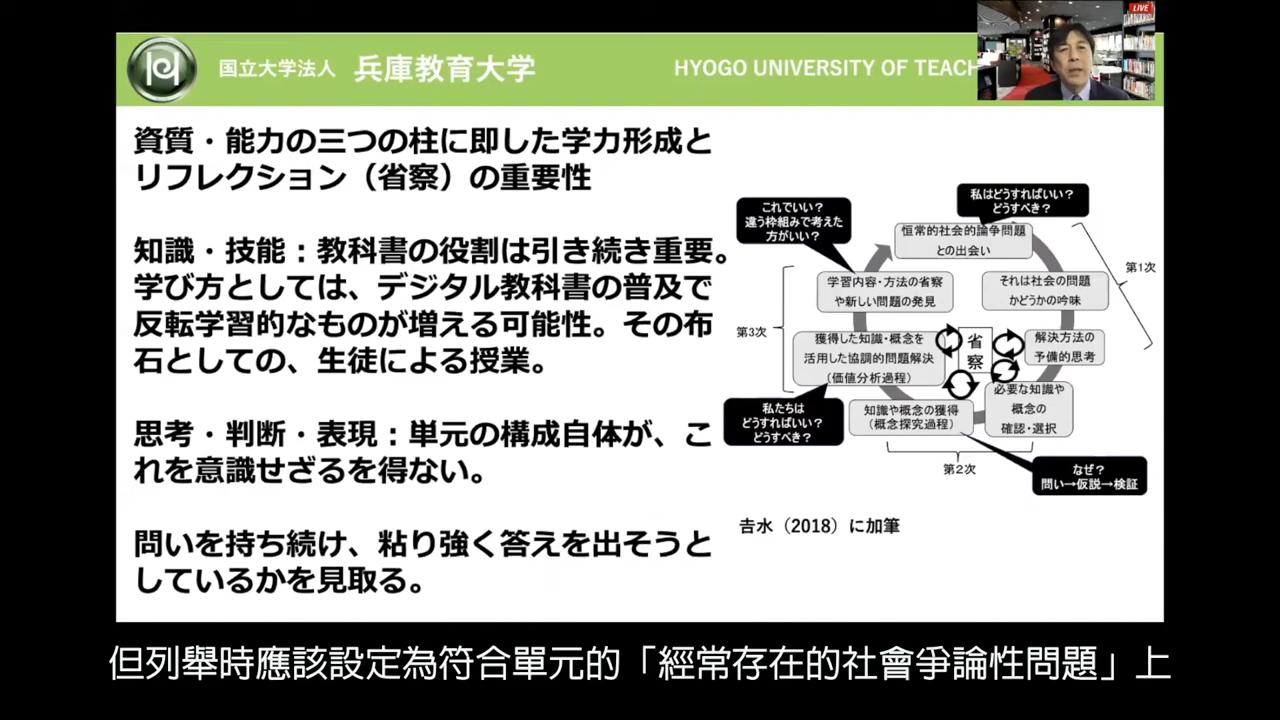 国立大学法人 兵庫教育大学
HYOGO UNIVERSITY OF TEACH
LIVE
資質・能力の三つの柱に即した学力形成と
リフレクション（省察）の重要性
知識・技能：教科書の役割は引き続き重要。
学び方としては、デジタル教科書の普及で
反転学習的なものが増える可能性。その布
石としての、生徒による授業。
思考・判断・表現：単元の構成自体が、こ
れを意識せざるを得ない。
問いを持ち続け、粘り強く答えを出そうと
しているかを見取る。
私はどうすればいい？
どうすべき？
これでいい？
違う枠組みで考えた
方がいい？
恒常的社会的論争問題
との出会い
第1次
それは社会の問題
かどうかの吟味
学習内容・方法の省察
や新しい問題の発見
第3次
獲得した知識・概念を
活用した協調的問題解決
（価値分析過程）
省
察
解決方法の
予備的思考
必要な知識や
概念の
確認・選択
知識や概念の獲得
（概念探究過程）
私たちは
どうすればいい？
どうすべき？
第2次
なぜ？
問い→仮説→検証
𠮷水（2018）に加筆
但列舉時應該設定為符合單元的「經常存在的社會爭論性問題」上